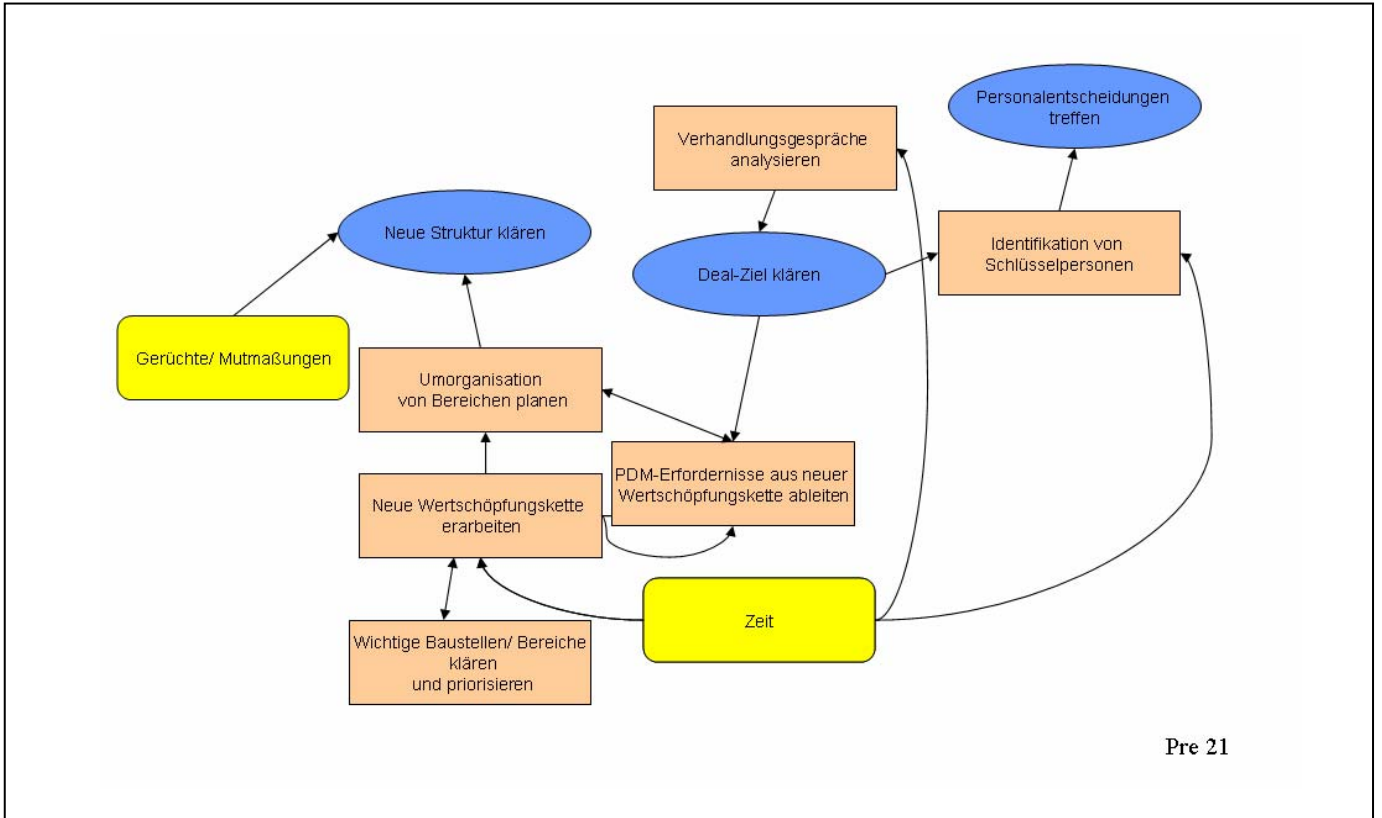 Personalentscheidungen
treffen
Verhandlungsgespräche
analysieren
Neue Struktur klären
Identifikation von
Schlüsselpersonen
Deal-Ziel klären
Gerüchte/ Mutmaßungen
Umorganisation
von Bereichen planen
PDM-Erfordernisse aus neuer
Wertschöpfungskette ableiten
Neue Wertschöpfungskette
erarbeiten
Zeit
Wichtige Baustellen/ Bereiche
klären
und priorisieren
Pre 21